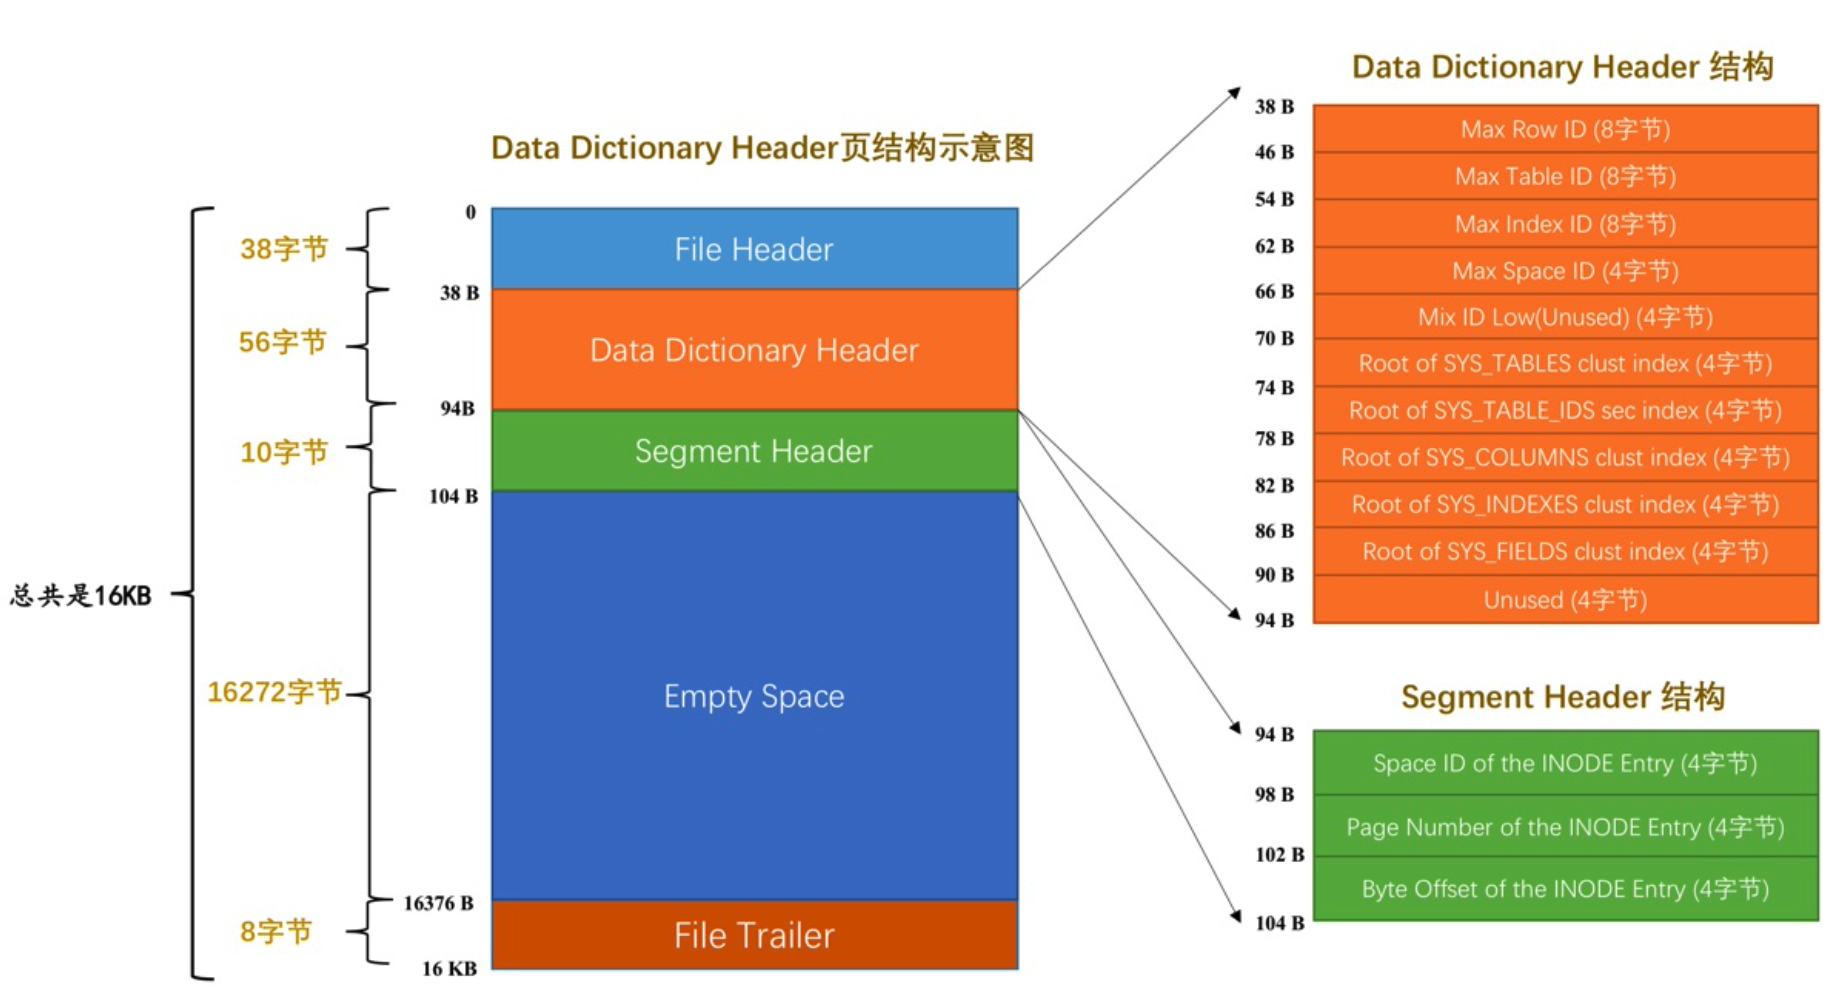 Data Dictionary Header页结构示意图
总共是16KB
38字节
56字节
10字节
16272字节
8字节
0
38 B
94B
104 B
16376 B
16 KB
File Header
Data Dictionary Header
Segment Header
Empty Space
File Trailer
Data Dictionary Header 结构
38 B
Max Row ID (8字节)
46 B
Max Table ID (8字节)
54 B
Max Index ID (8字节)
62 B
Max Space ID (4字节)
66 B
Mix ID Low(Unused) (4字节)
70 B
Root of SYS_TABLES clust index (4字节)
74 B
Root of SYS_TABLE_IDS sec index (4字节)
78 B
Root of SYS_COLUMNS clust index (4字节)
82 B
Root of SYS_INDEXES clust index (4字节)
86 B
Root of SYS_FIELDS clust index (4字节)
90 B
Unused (4字节)
94 B
Segment Header 结构
94 B
Space ID of the INODE Entry (4字节)
98 B
Page Number of the INODE Entry (4字节)
102 B
Byte Offset of the INODE Entry (4字节)
104 B